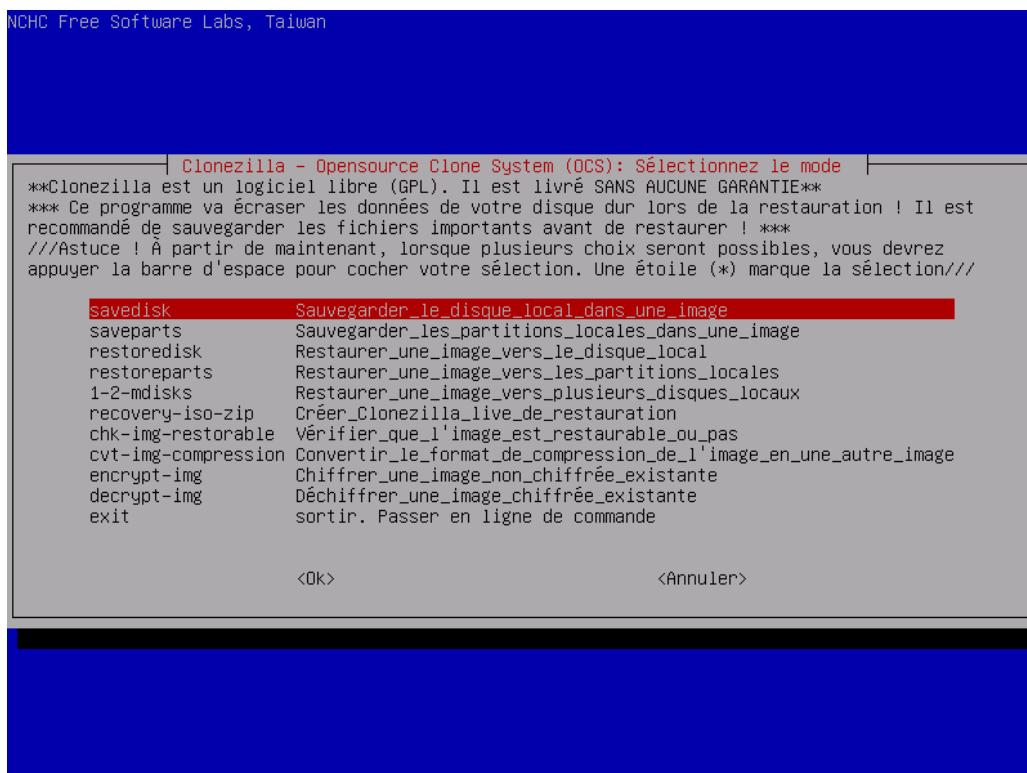 NCHC Free Software Labs, Taiwan
Clonezilla - Opensource Clone System (OCS): Sélectionnez le mode
**Clonezilla est un logiciel libre (GPL). Il est livré SANS AUCUNE GARANTIE**
*** Ce programme va écraser les données de votre disque dur lors de la restauration ! Il est
recommandé de sauvegarder les fichiers importants avant de restaurer ! ***
///Astuce ! À partir de maintenant, lorsque plusieurs choix seront possibles, vous devrez
appuyer la barre d'espace pour cocher votre sélection. Une étoile (*) marque la sélection///
savedisk Sauvegarder_le_disque_local_dans_une_image
saveparts Sauvegarder_les_partitions_locales_dans_une_image
restoredisk Restaurer_une_image_vers_le_disque_local
restoreparts Restaurer_une_image_vers_les_partitions_locales
1-2-mdisks Restaurer_une_image_vers_plusieurs_disques_locaux
recovery-iso-zip Créer_Clonezilla_live_de_restauration
chk-img-restorable Vérifier_que_l'image_est_restaurable_ou_pas
cvt-img-compression Convertir_le_format_de_compression_de_l'image_en_une_autre_image
encrypt-img Chiffrer_une_image_non_chiffrée_existante
decrypt-img Déchiffrer_une_image_chiffrée_existante
exit sortir. Passer en ligne de commande
<Ok> <Annuler>